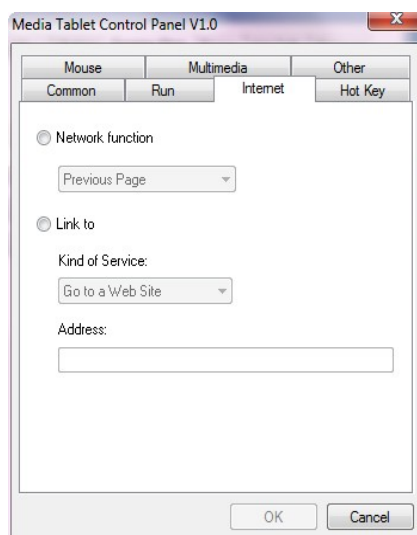 Media Tablet Control Panel V1.0
Mouse Multimedia Other
Common Run Internet Hot Key
Network function
Previous Page
Link to
Kind of Service:
Go to a Web Site
Address:
OK Cancel